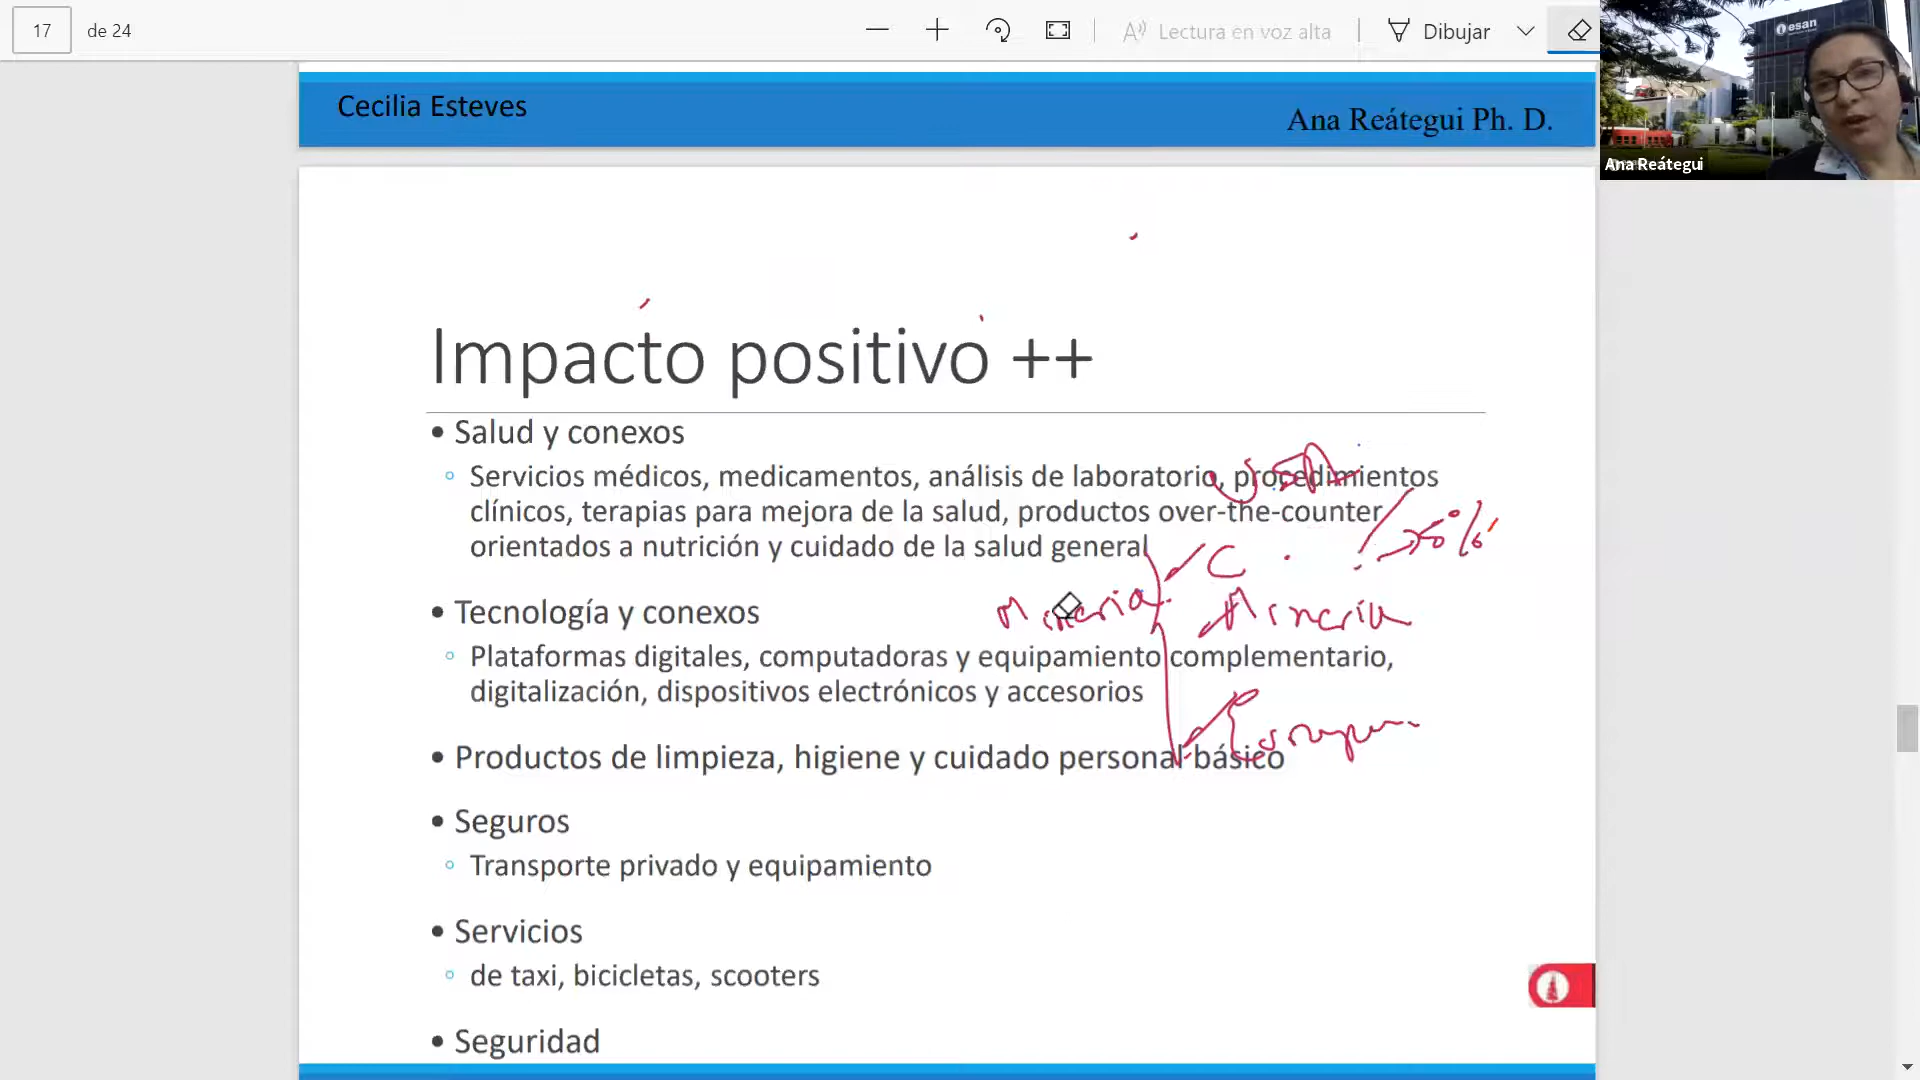 17 de 24 Lectura en voz alta Dibujar
esan
Ana Reátegui
Cecilia Esteves
Ana Reátegui Ph. D.
Impacto positivo ++
• Salud y conexos
Servicios médicos, medicamentos, análisis de laboratorio, procedimientos
clínicos, terapias para mejora de la salud, productos over-the-counter
orientados a nutrición y cuidado de la salud general
USA
C
Mineria
Mineria
• Tecnología y conexos
Plataformas digitales, computadoras y equipamiento complementario,
digitalización, dispositivos electrónicos y accesorios
• Productos de limpieza, higiene y cuidado personal básico
• Seguros
Transporte privado y equipamiento
• Servicios
de taxi, bicicletas, scooters
• Seguridad